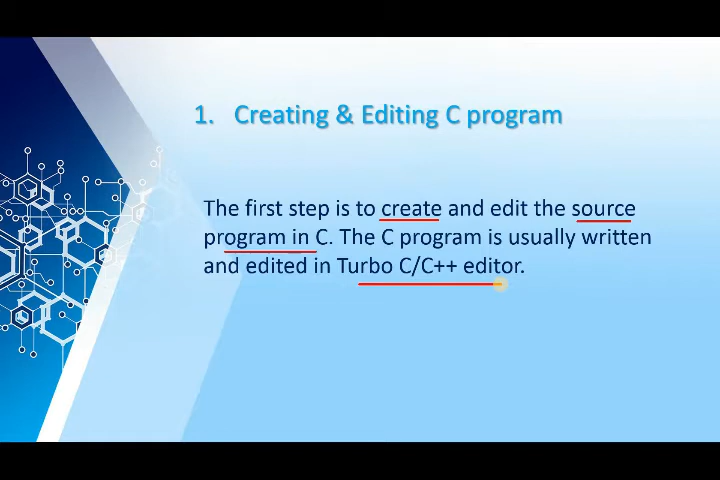 1. Creating & Editing C program
The first step is to create and edit the source
program in C. The C program is usually written
and edited in Turbo C/C++ editor.